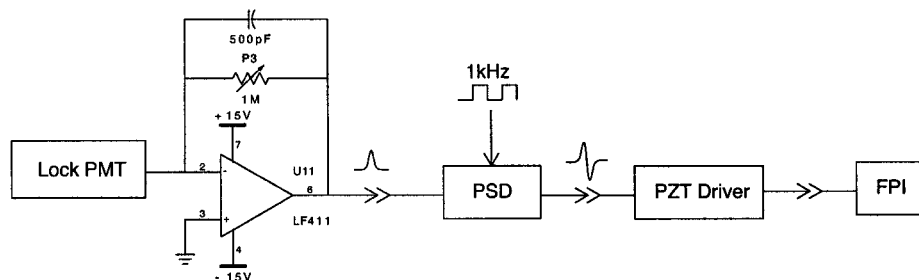 500pF
P3
1M
+15V
7
Lock PMT
2
-
U11
6
3
+
LF411
4
- 15V
1kHz
PSD
PZT Driver
FPI